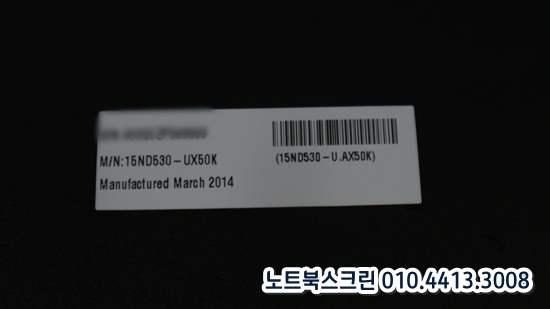 M/N:15ND530-UX50K
(15ND530-U.AX50K)
Manufactured March 2014
노트북스크린 010.4413.3008